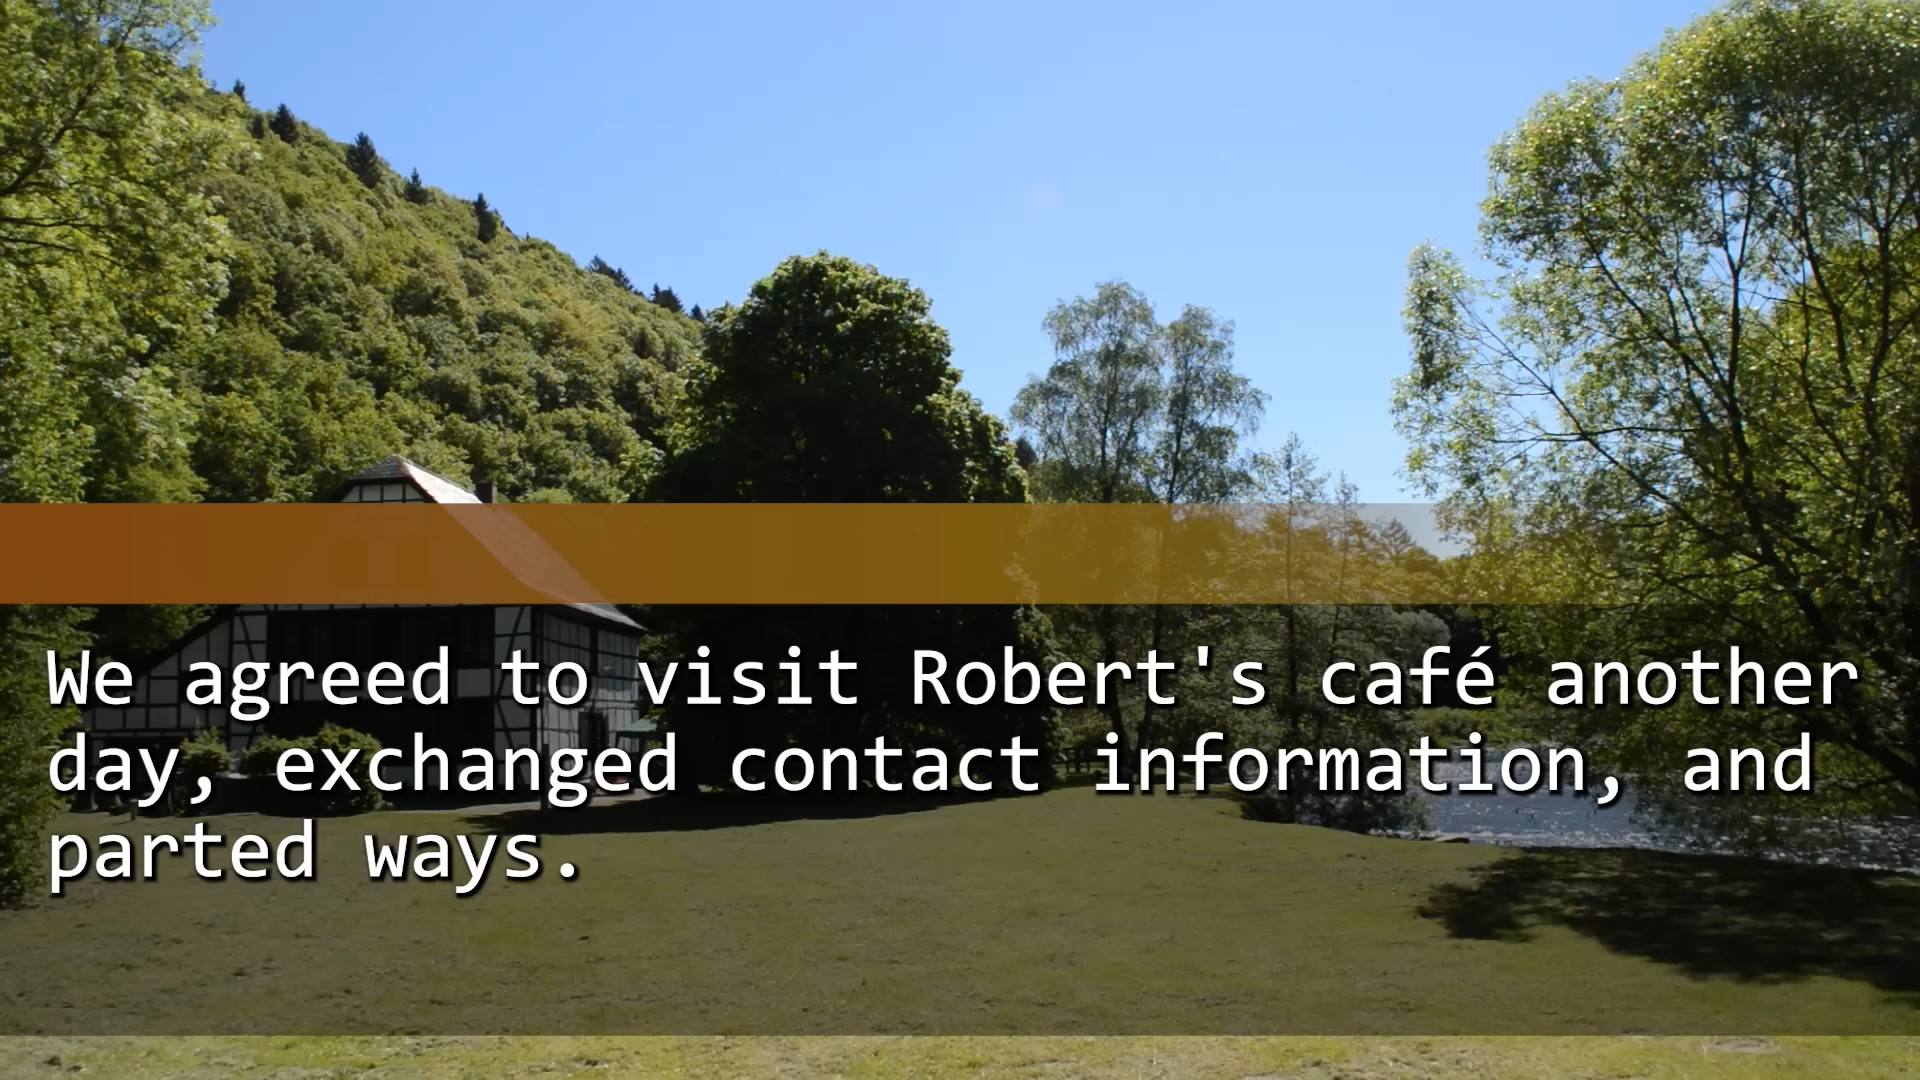 We agreed to visit Robert's café another
day, exchanged contact information, and
parted ways.